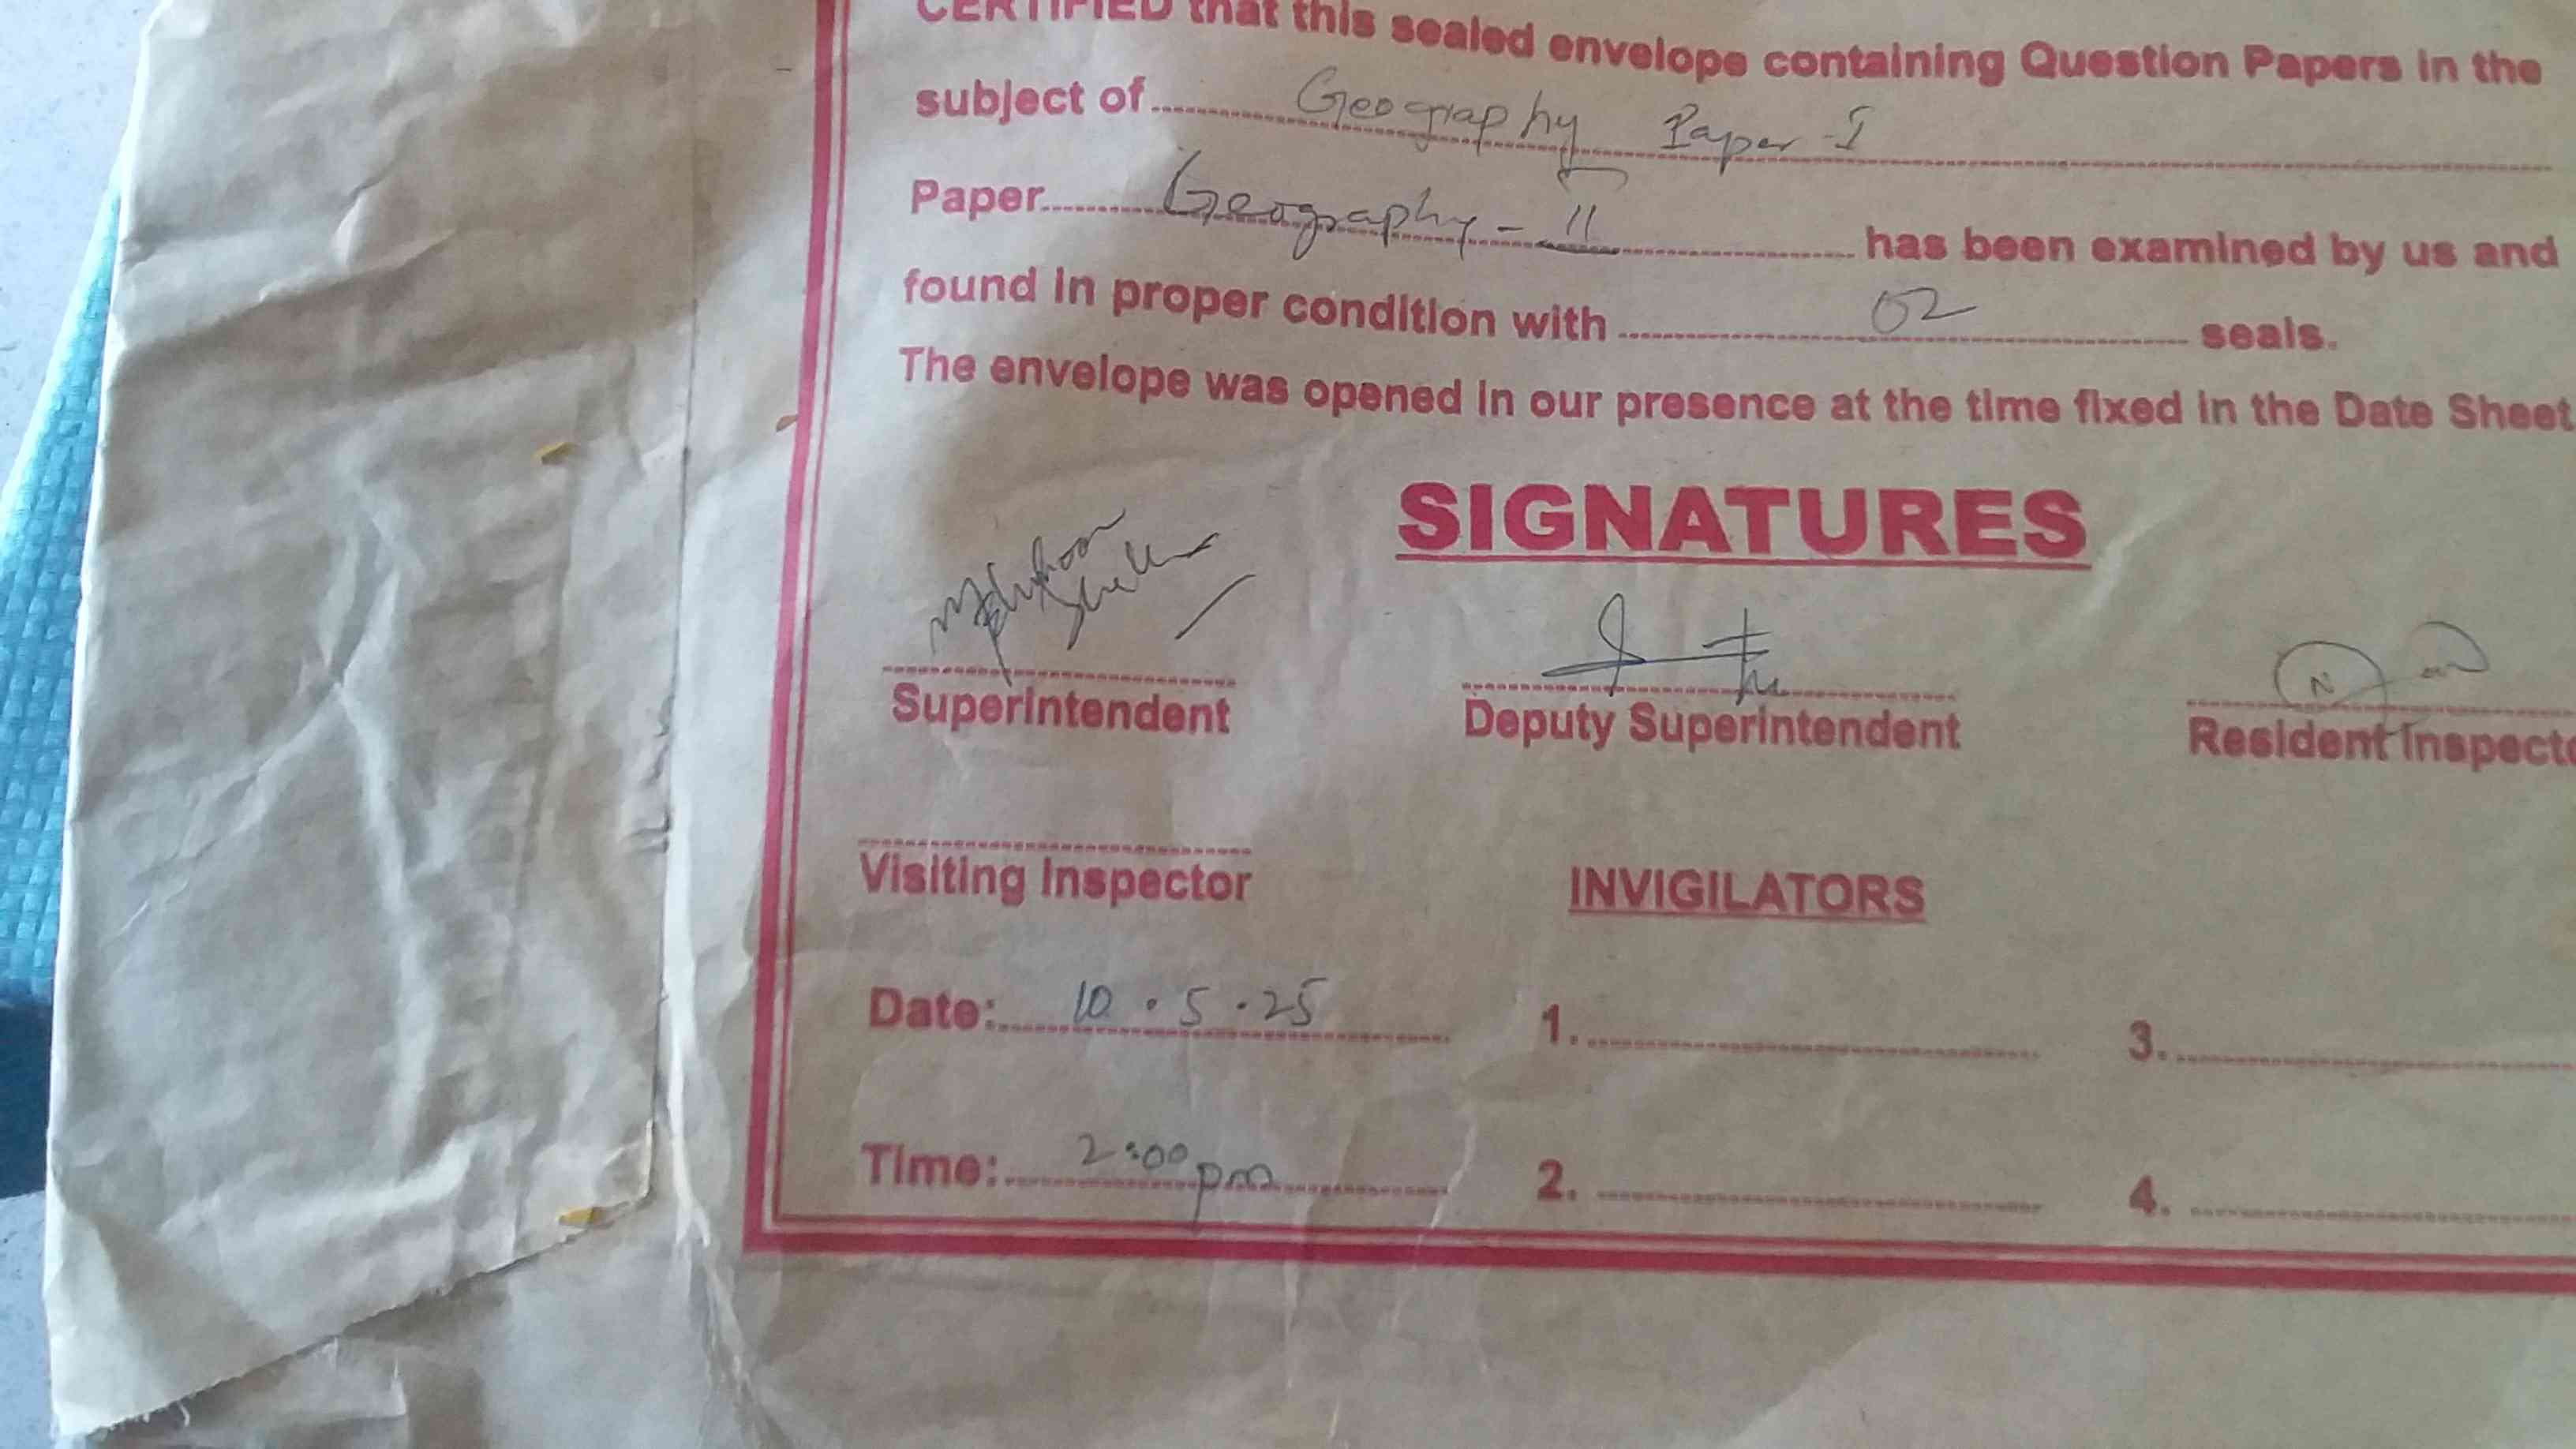 CERTIFIED that this sealed envelope containing Question Papers in the
subject of Geography Paper - I
Paper Geography - II has been examined by us and
found in proper condition with 02 seals.
The envelope was opened in our presence at the time fixed in the Date Sheet
SIGNATURES
Superintendent Deputy Superintendent Resident Inspecto
Visiting Inspector INVIGILATORS
Date: 10.5.25 1. 3.
Time: 2:00 pm 2. 4.